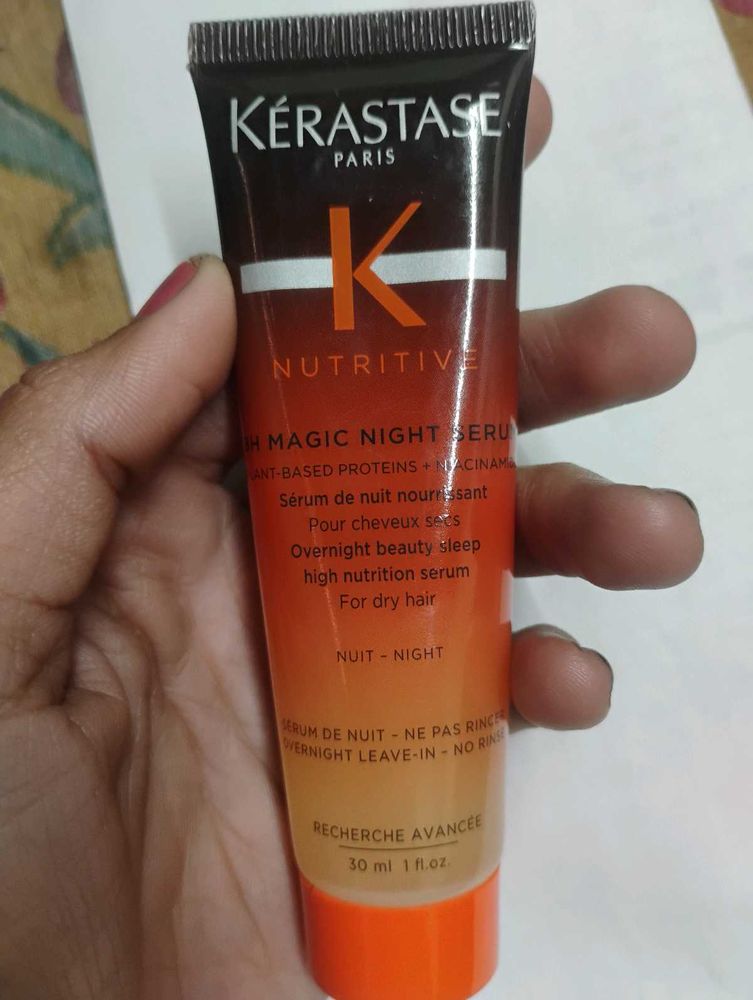 KÉRASTASE
PARIS
K
NUTRITIVE
MAGIC NIGHT SERUM
PROTEINS + NIACINAMIDE
Sérum de nuit nourrissant
Pour cheveux secs
Overnight beauty sleep
high nutrition serum
For dry hair
NUIT – NIGHT
SÉRUM DE NUIT – NE PAS RINCER
OVERNIGHT LEAVE-IN – NO RINSE
RECHERCHE AVANCÉE
30 ml 1 fl.oz.